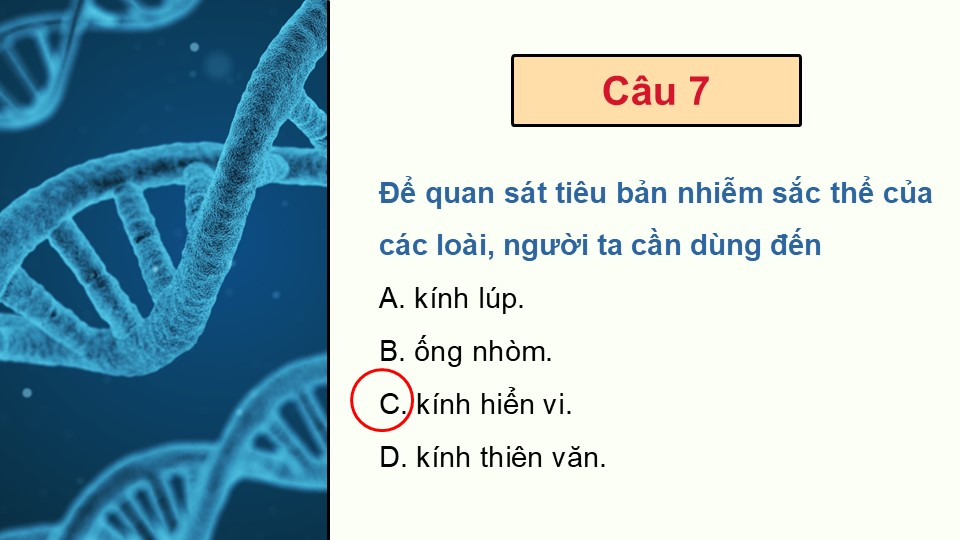 Câu 7
Để quan sát tiêu bản nhiễm sắc thể của
các loài, người ta cần dùng đến
A. kính lúp.
B. ống nhòm.
C. kính hiển vi.
D. kính thiên văn.